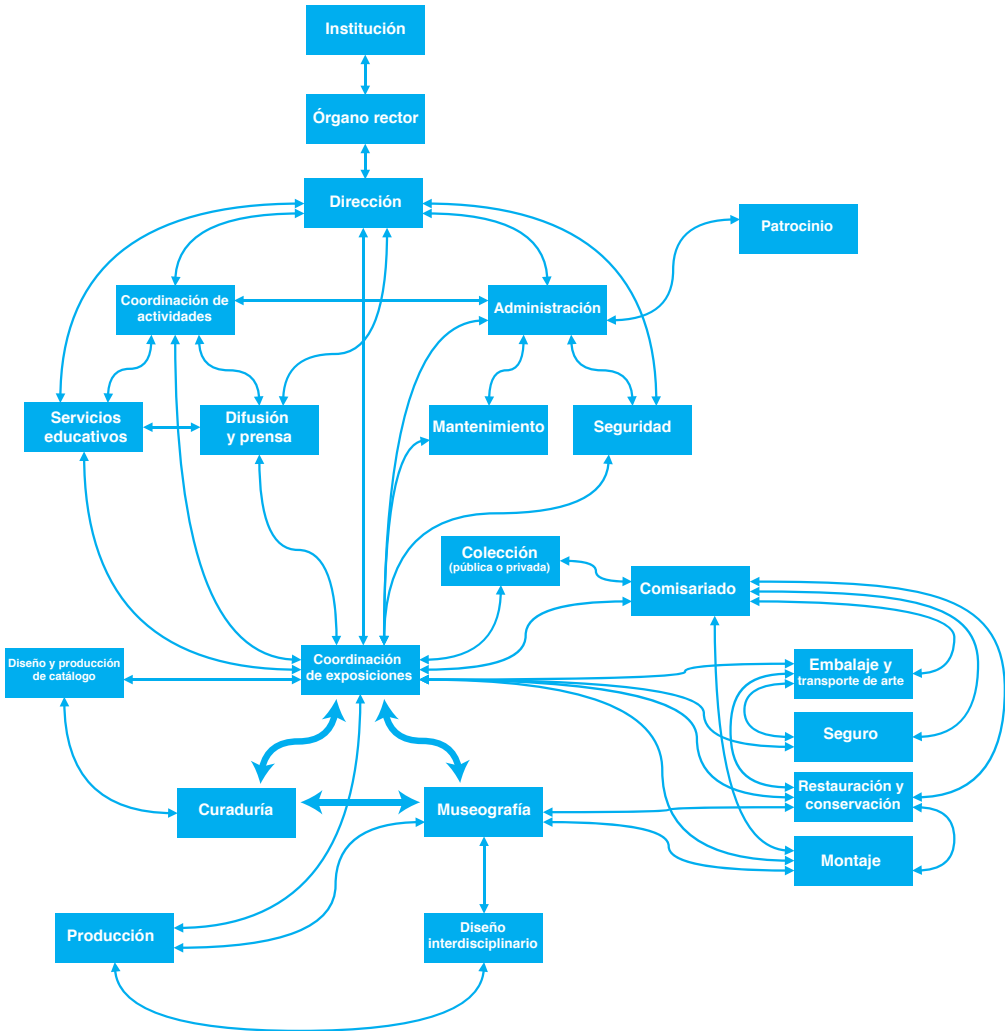 Institución
Órgano rector
Dirección
Patrocinio
Coordinación de
actividades
Administración
Servicios
educativos
Difusión
y prensa
Mantenimiento
Seguridad
Colección
(pública o privada)
Comisariado
Diseño y producción
de catálogo
Coordinación
de exposiciones
Embalaje y
transporte de arte
Seguro
Restauración y
conservación
Curaduría
Museografía
Montaje
Producción
Diseño
interdisciplinario